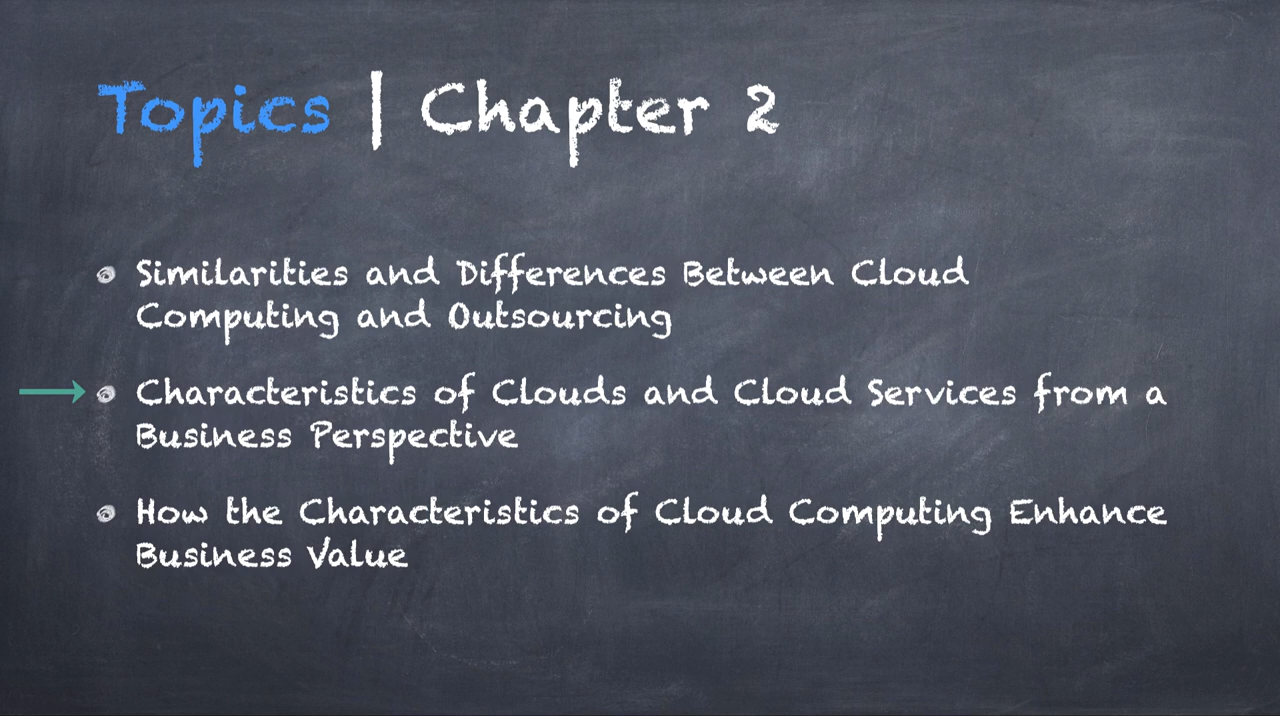 Topics | Chapter 2
Similarities and Differences Between Cloud
Computing and Outsourcing
Characteristics of Clouds and Cloud Services from a
Business Perspective
How the Characteristics of Cloud Computing Enhance
Business Value